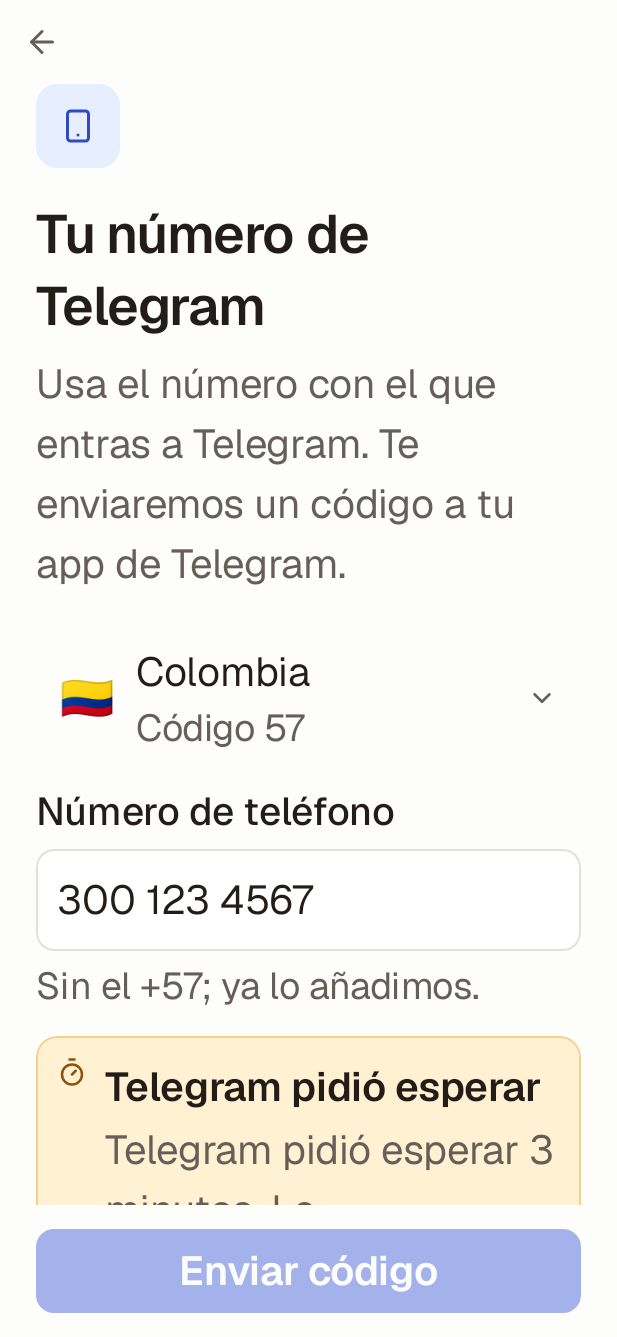 Tu número de
Telegram
Usa el número con el que
entras a Telegram. Te
enviaremos un código a tu
app de Telegram.
Colombia
Código 57
Número de teléfono
300 123 4567
Sin el +57; ya lo añadimos.
Telegram pidió esperar
Telegram pidió esperar 3
Enviar código